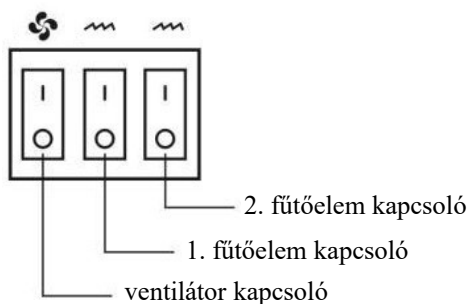 I I I
O O O
2. fűtőelem kapcsoló
1. fűtőelem kapcsoló
ventilátor kapcsoló